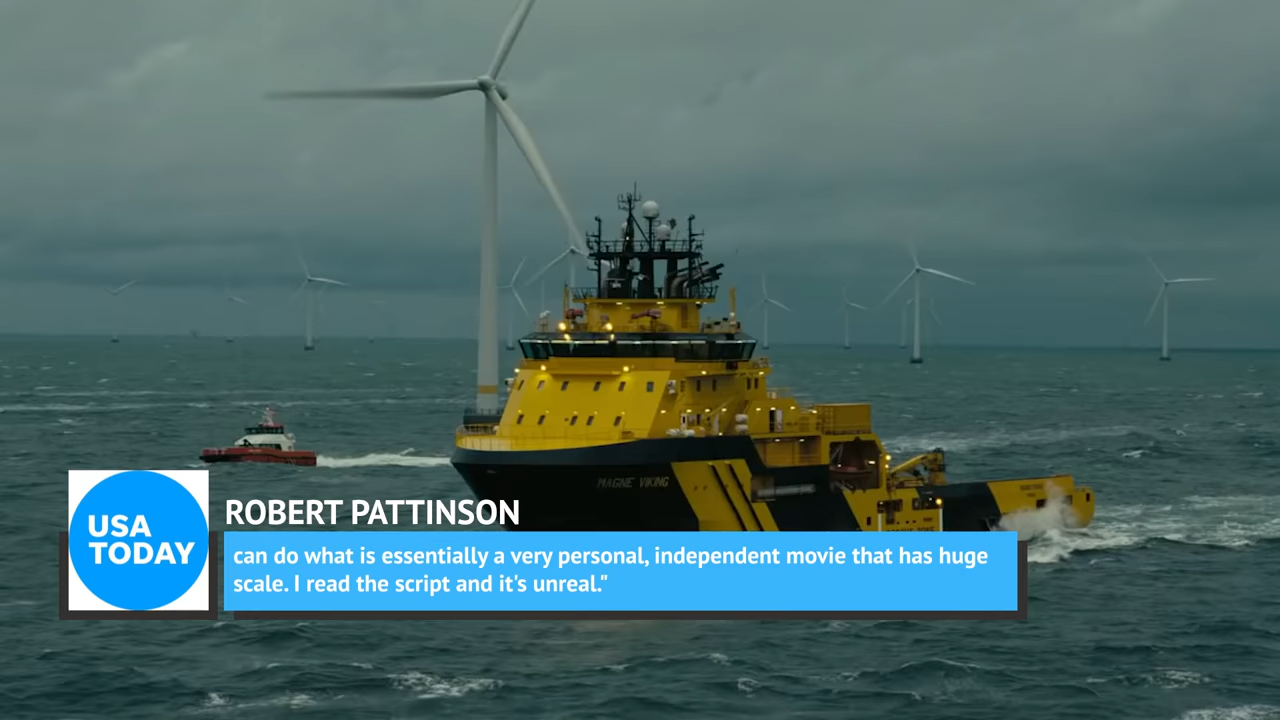 MAGNE VIKING
USA
TODAY
ROBERT PATTINSON
can do what is essentially a very personal, independent movie that has huge
scale. I read the script and it's unreal."